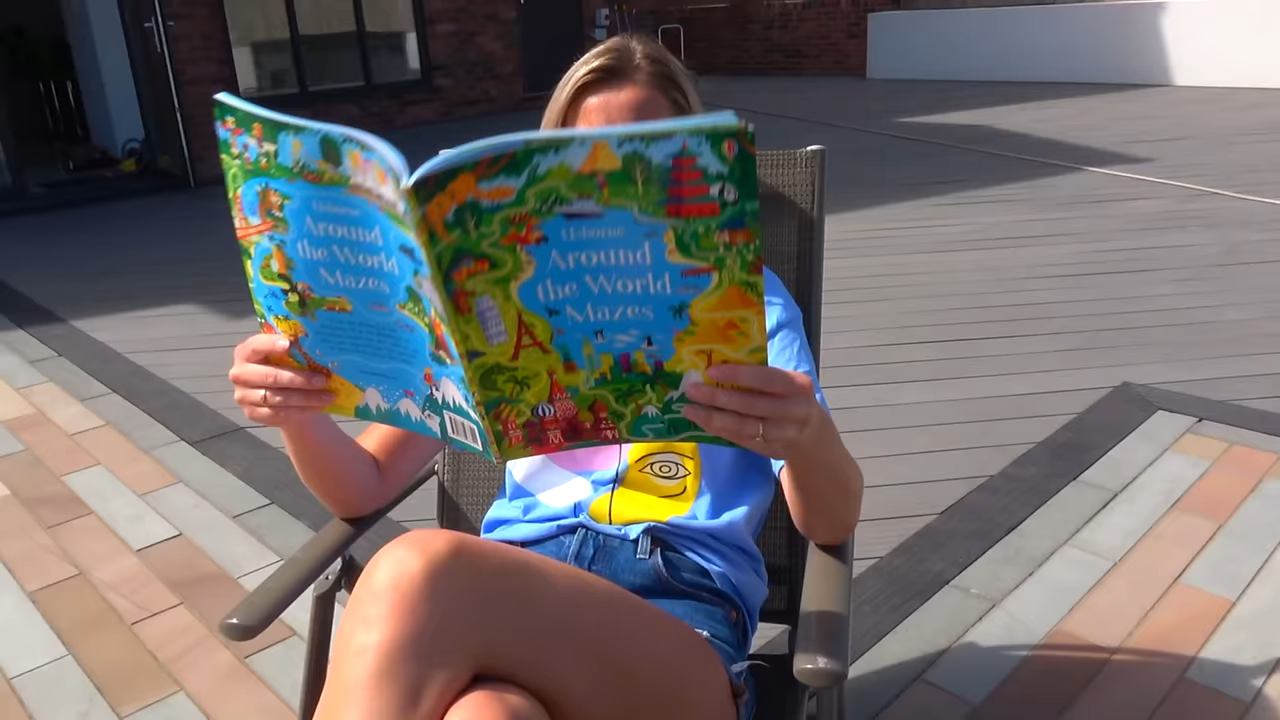 Usborne
Around
the World
Mazes
Usborne
Around
the World
Mazes